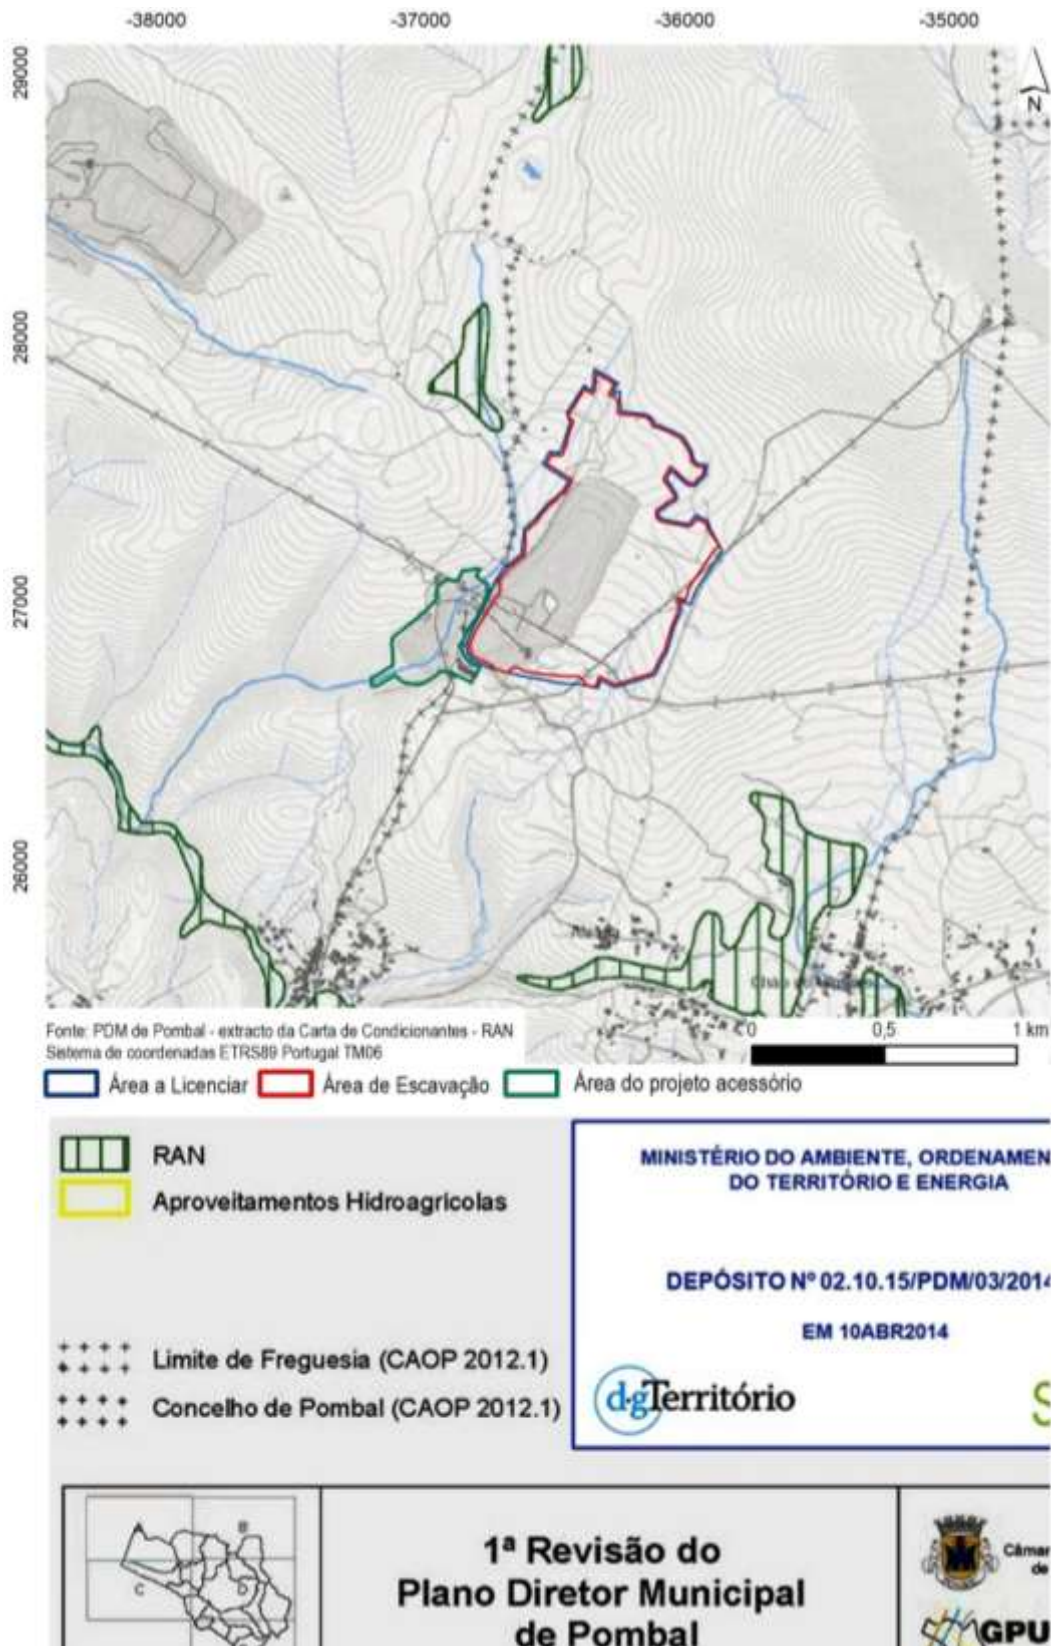 -38000 -37000 -36000 -35000
29000
N
28000
27000
26000
Fonte: PDM de Pombal - extracto da Carta de Condicionantes - RAN
Sistema de coordenadas ETRS89 Portugal TM06
0 0,5 1 km
Área a Licenciar Área de Escavação Área do projeto acessório
RAN
Aproveitamentos Hidroagrícolas
Limite de Freguesia (CAOP 2012.1)
Concelho de Pombal (CAOP 2012.1)
MINISTÉRIO DO AMBIENTE, ORDENAMEN
DO TERRITÓRIO E ENERGIA
DEPÓSITO Nº 02.10.15/PDM/03/2014
EM 10ABR2014
dgTerritório
S
A B
C D
1ª Revisão do
Plano Diretor Municipal
de Pombal
Câmar
de
GPU